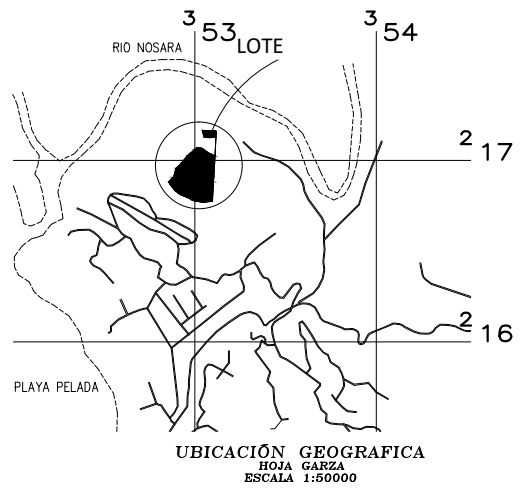 3 53
3 54
RIO NOSARA
LOTE
2 17
2 16
PLAYA PELADA
UBICACIÓN GEOGRAFICA
HOJA GARZA
ESCALA 1:50000